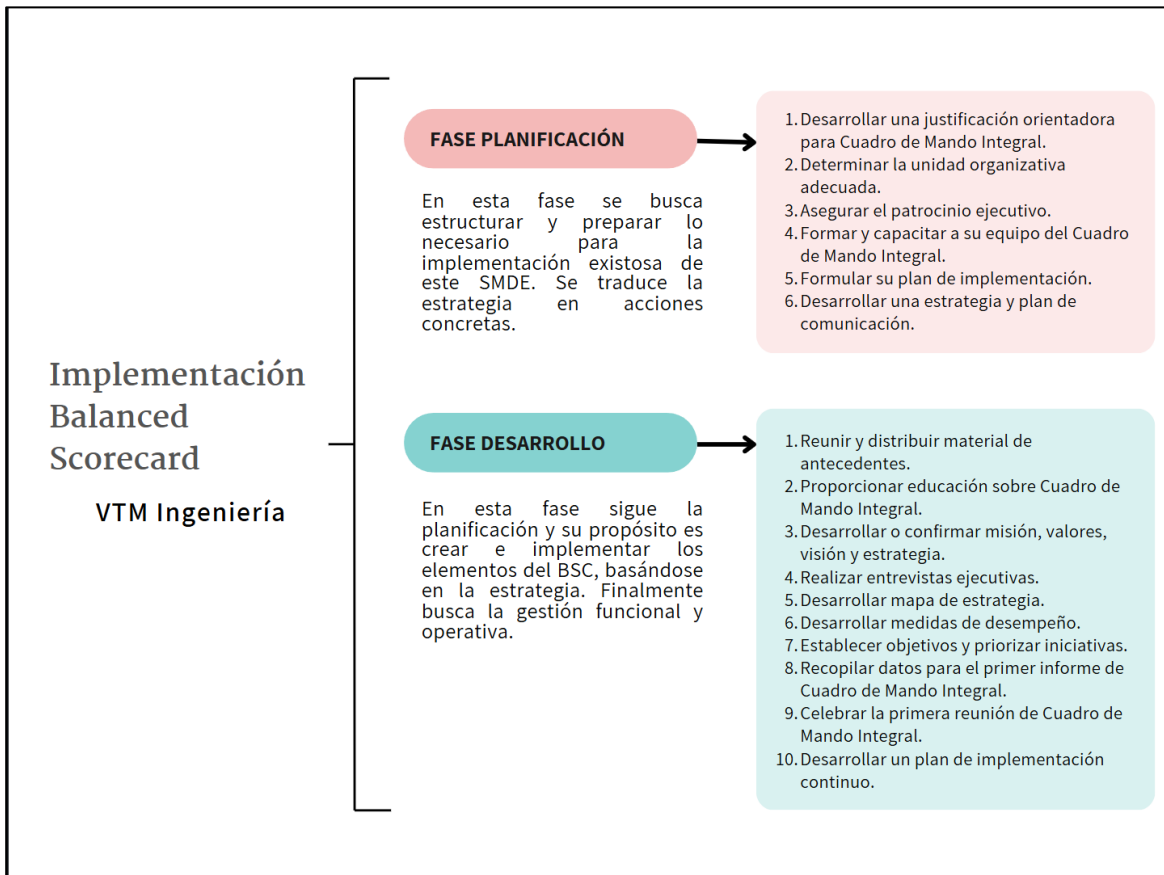 Implementación
Balanced
Scorecard
VTM Ingeniería
FASE PLANIFICACIÓN
En esta fase se busca
estructurar y preparar lo
necesario para la
implementación existosa de
este SMDE. Se traduce la
estrategia en acciones
concretas.
1. Desarrollar una justificación orientadora
para Cuadro de Mando Integral.
2. Determinar la unidad organizativa
adecuada.
3. Asegurar el patrocinio ejecutivo.
4. Formar y capacitar a su equipo del Cuadro
de Mando Integral.
5. Formular su plan de implementación.
6. Desarrollar una estrategia y plan de
comunicación.
FASE DESARROLLO
En esta fase sigue la
planificación y su propósito es
crear e implementar los
elementos del BSC, basándose
en la estrategia. Finalmente
busca la gestión funcional y
operativa.
1. Reunir y distribuir material de
antecedentes.
2. Proporcionar educación sobre Cuadro de
Mando Integral.
3. Desarrollar o confirmar misión, valores,
visión y estrategia.
4. Realizar entrevistas ejecutivas.
5. Desarrollar mapa de estrategia.
6. Desarrollar medidas de desempeño.
7. Establecer objetivos y priorizar iniciativas.
8. Recopilar datos para el primer informe de
Cuadro de Mando Integral.
9. Celebrar la primera reunión de Cuadro de
Mando Integral.
10. Desarrollar un plan de implementación
continuo.